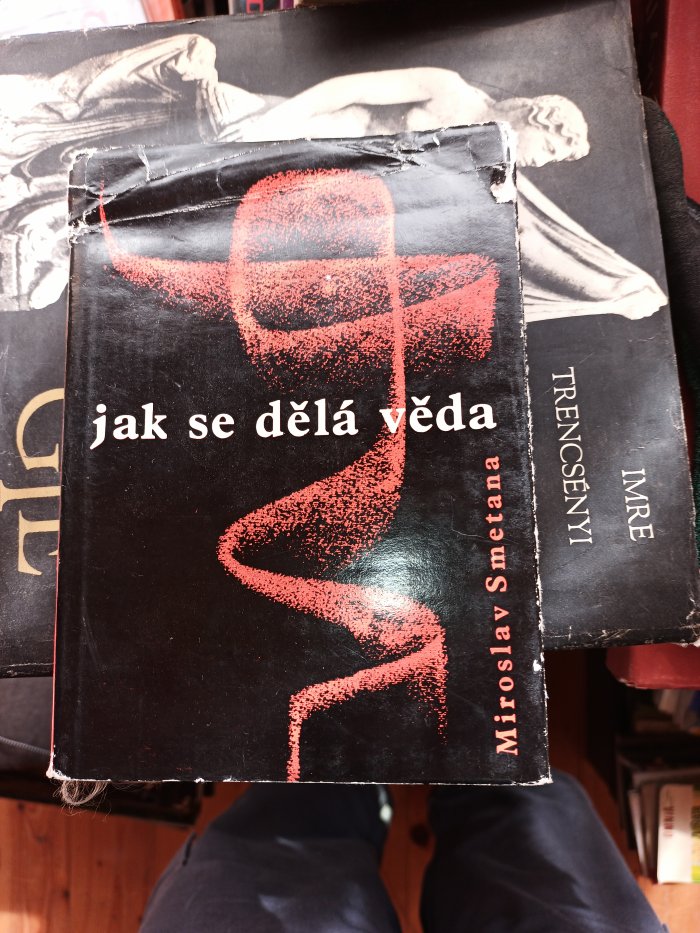 jak se dělá věda
Miroslav Smetana
IMRE
TRENCSÉNYI